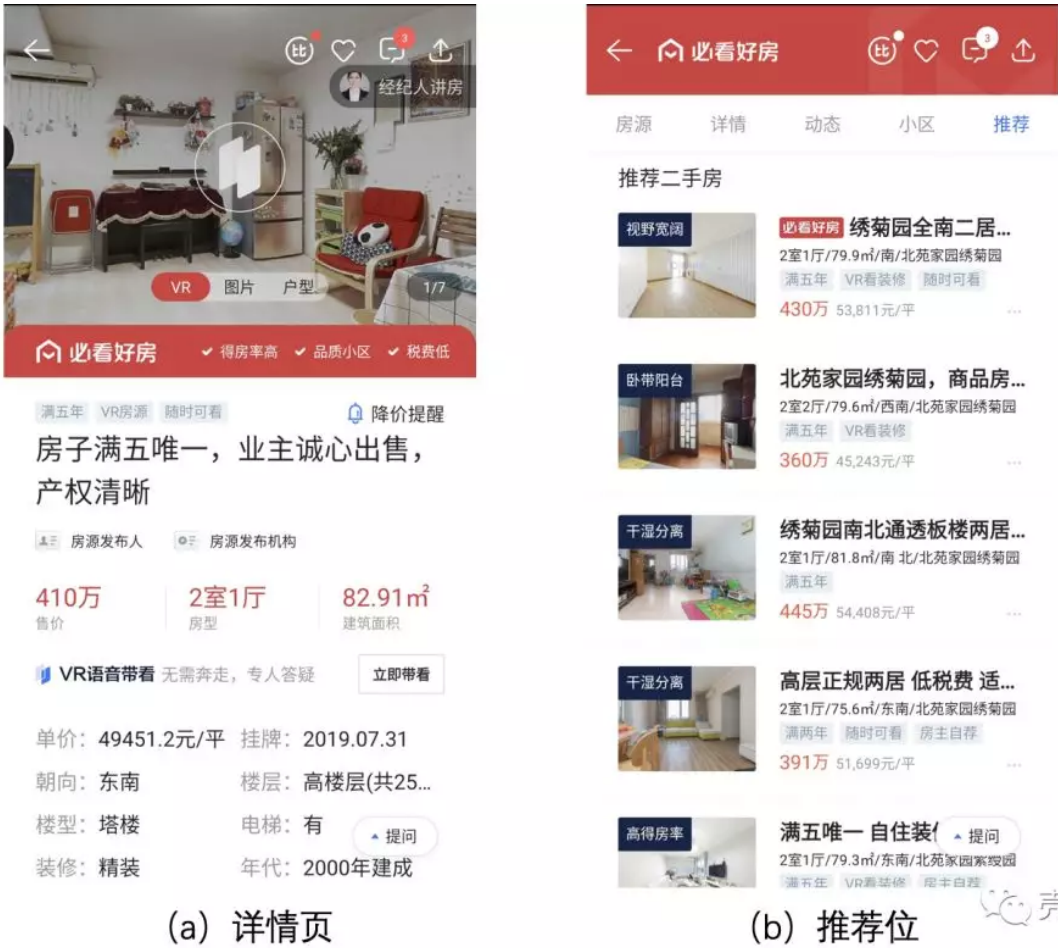 比
3
经纪人讲房
VR
图片
户型
1/7
必看好房
得房率高
品质小区
税费低
满五年
VR房源
随时可看
降价提醒
房子满五唯一，业主诚心出售，
产权清晰
房源发布人
房源发布机构
410万
2室1厅
82.91㎡
售价
房型
建筑面积
VR语音带看 无需奔走，专人答疑
立即带看
单价：49451.2元/平 挂牌：2019.07.31
朝向：东南 楼层：高楼层(共25...
楼型：塔楼 电梯：有
提问
装修：精装 年代：2000年建成
(a) 详情页
必看好房
比
3
房源 详情 动态 小区 推荐
推荐二手房
视野宽阔
必看好房 绣菊园全南二居...
2室1厅/79.9㎡/南/北苑家园绣菊园
满五年 VR看装修 随时可看
430万 53,811元/平
卧带阳台
北苑家园绣菊园，商品房...
2室2厅/79.6㎡/西南/北苑家园绣菊园
满五年 VR看装修
360万 45,243元/平
干湿分离
绣菊园南北通透板楼两居...
2室1厅/81.8㎡/南 北/北苑家园绣菊园
满五年
445万 54,408元/平
干湿分离
高层正规两居 低税费 适...
2室1厅/75.6㎡/东南/北苑家园绣菊园
满两年 随时可看 房主自荐
391万 51,699元/平
高得房率
满五唯一 自住装
提问
2室1厅/79.3㎡/东南/北苑家园
满五年 VR看装修 房主自荐
(b) 推荐位